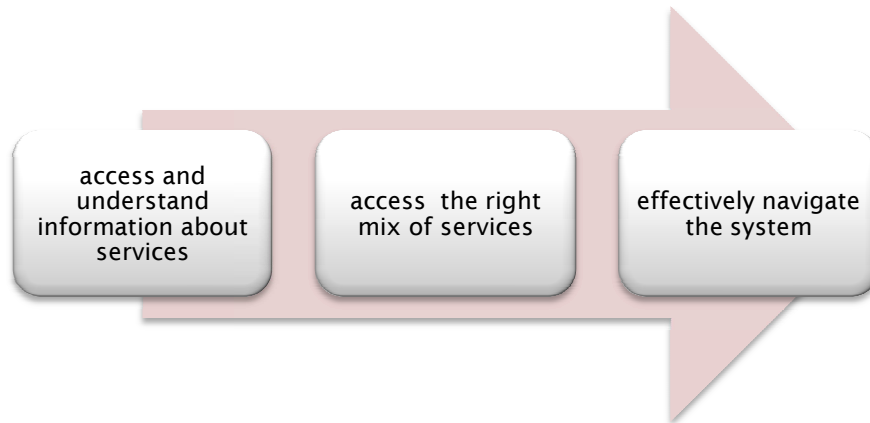 access and
understand
information about
services
access  the right
mix of services
effectively navigate
the system